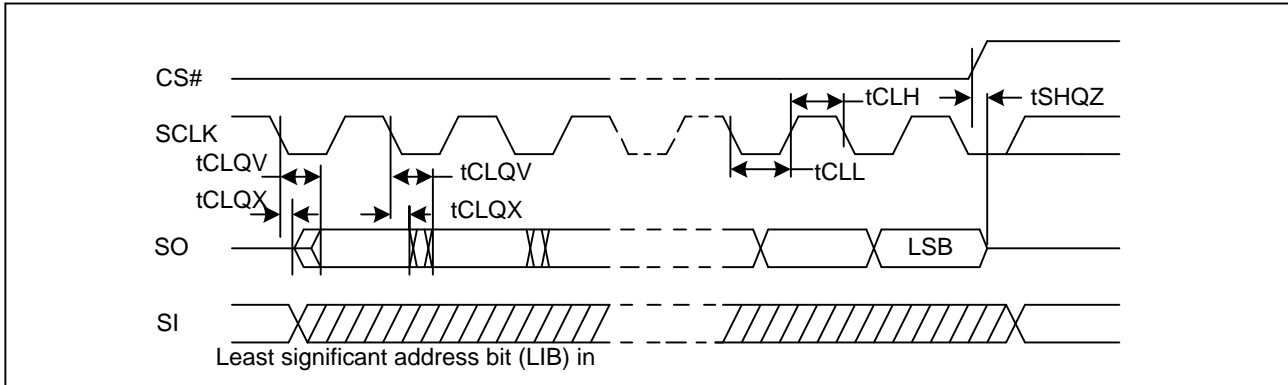 CS#
tCLH
tSHQZ
SCLK
tCLQV
tCLQV
tCLL
tCLQX
tCLQX
SO
LSB
SI
Least significant address bit (LIB) in